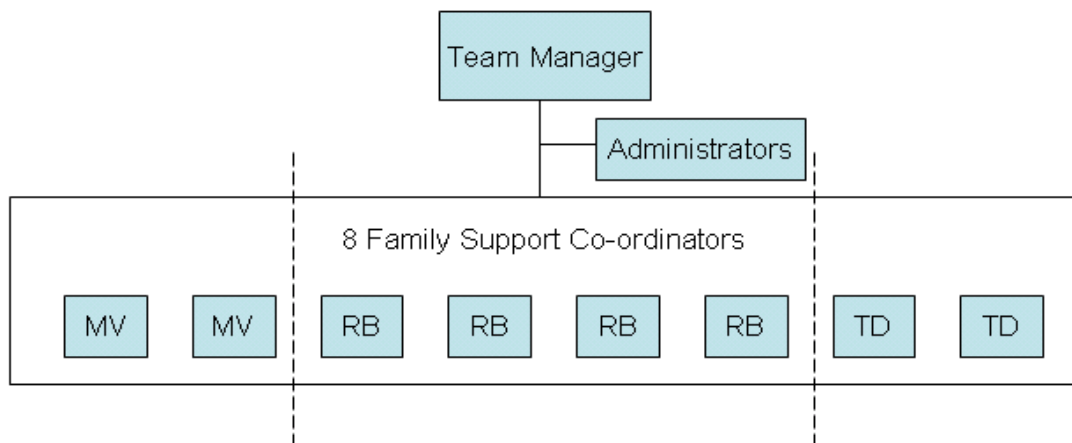 Team Manager
Administrators
8 Family Support Co-ordinators
MV MV RB RB RB RB TD TD